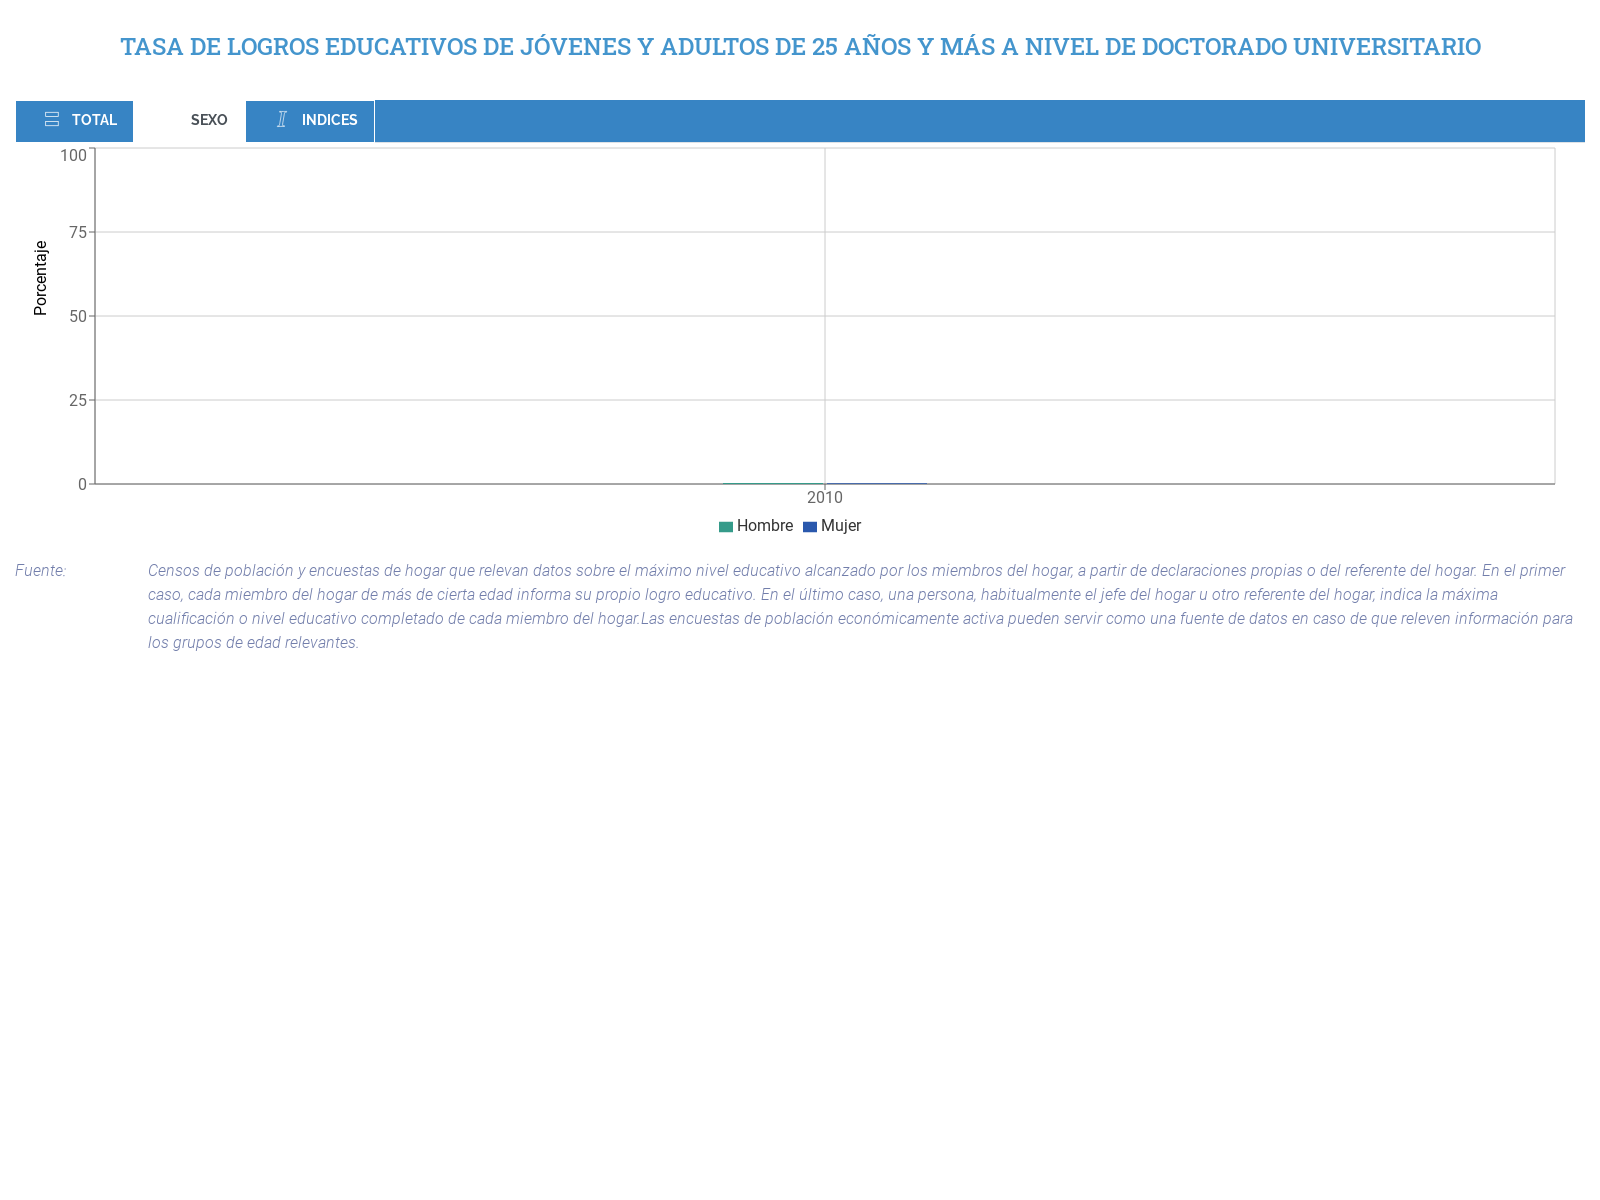 TASA DE LOGROS EDUCATIVOS DE JÓVENES Y ADULTOS DE 25 AÑOS Y MÁS A NIVEL DE DOCTORADO UNIVERSITARIO
TOTAL SEXO INDICES
100
75
Porcentaje
50
25
0
2010
Hombre Mujer
Fuente: Censos de población y encuestas de hogar que relevan datos sobre el máximo nivel educativo alcanzado por los miembros del hogar, a partir de declaraciones propias o del referente del hogar. En el primer
caso, cada miembro del hogar de más de cierta edad informa su propio logro educativo. En el último caso, una persona, habitualmente el jefe del hogar u otro referente del hogar, indica la máxima
cualificación o nivel educativo completado de cada miembro del hogar.Las encuestas de población económicamente activa pueden servir como una fuente de datos en caso de que releven información para
los grupos de edad relevantes.